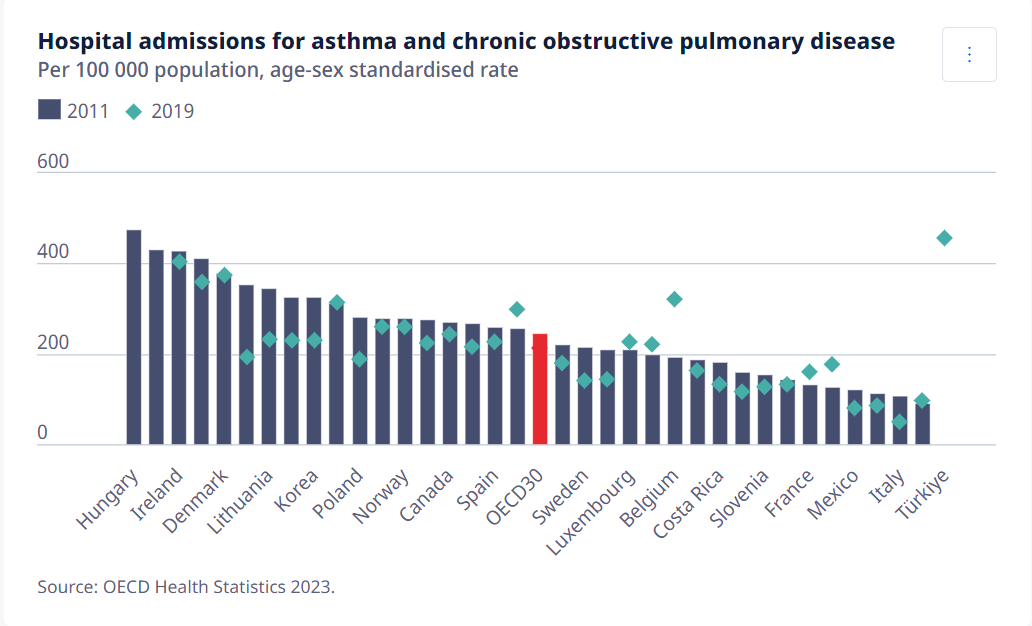 Hospital admissions for asthma and chronic obstructive pulmonary disease
Per 100 000 population, age-sex standardised rate
2011 2019
600
400
200
0
Hungary
Ireland
Denmark
Lithuania
Korea
Poland
Norway
Canada
Spain
OECD30
Sweden
Luxembourg
Belgium
Costa Rica
Slovenia
France
Mexico
Italy
Türkiye
Source: OECD Health Statistics 2023.